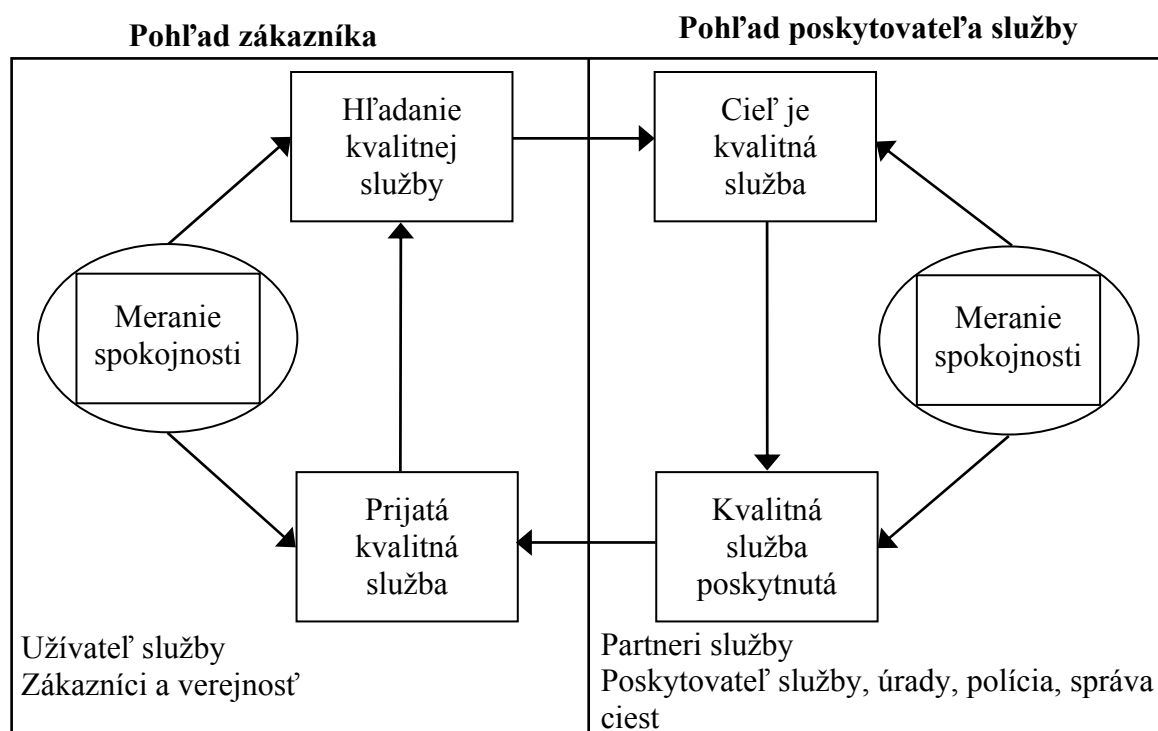 Pohľad zákazníka
Pohľad poskytovateľa služby
Hľadanie
kvalitnej
služby
Cieľ je
kvalitná
služba
Meranie
spokojnosti
Meranie
spokojnosti
Prijatá
kvalitná
služba
Kvalitná
služba
poskytnutá
Užívateľ služby
Zákazníci a verejnosť
Partneri služby
Poskytovateľ služby, úrady, polícia, správa
ciest